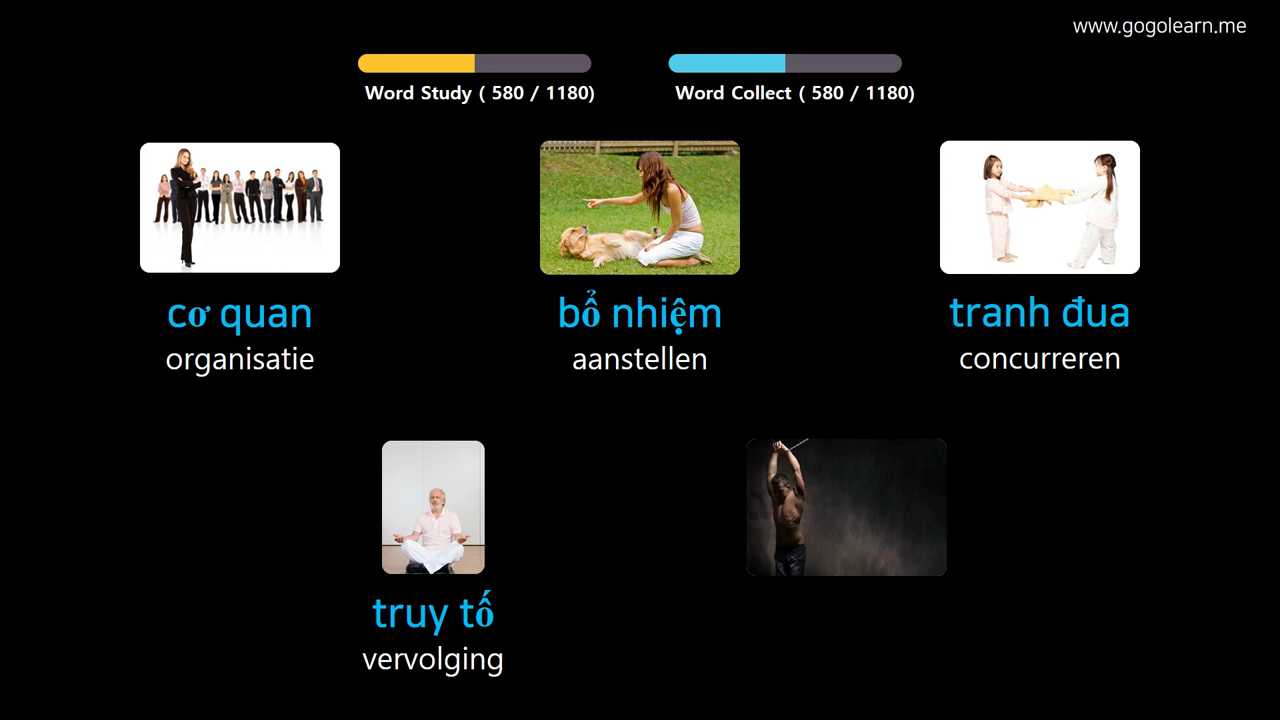 www.gogolearn.me
Word Study ( 580 / 1180)
Word Collect ( 580 / 1180)
cơ quan
organisatie
bổ nhiệm
aanstellen
tranh đua
concurreren
truy tố
vervolging